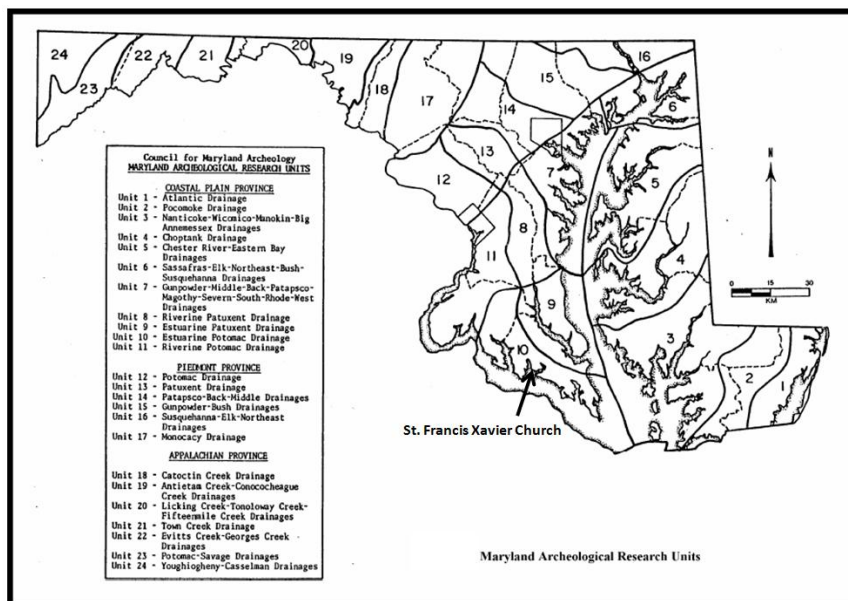 24
23
22
21
20
19
18
17
16
15
14
13
12
11
10
9
8
7
6
5
4
3
2
1
N
0 15 30
KM
St. Francis Xavier Church
Council for Maryland Archeology
MARYLAND ARCHEOLOGICAL RESEARCH UNITS
COASTAL PLAIN PROVINCE
Unit 1 - Atlantic Drainage
Unit 2 - Pocomoke Drainage
Unit 3 - Nanticoke-Wicomico-Manokin-Big
Annemessex Drainages
Unit 4 - Choptank Drainage
Unit 5 - Chester River-Eastern Bay
Drainages
Unit 6 - Sassafras-Elk-Northeast-Bush-
Susquehanna Drainages
Unit 7 - Gunpowder-Middle-Back-Patapsco-
Magothy-Severn-South-Rhode-West
Drainages
Unit 8 - Riverine Patuxent Drainage
Unit 9 - Estuarine Patuxent Drainage
Unit 10 - Estuarine Potomac Drainage
Unit 11 - Riverine Potomac Drainage
PIEDMONT PROVINCE
Unit 12 - Potomac Drainage
Unit 13 - Patuxent Drainage
Unit 14 - Patapsco-Back-Middle Drainages
Unit 15 - Gunpowder-Bush Drainages
Unit 16 - Susquehanna-Elk-Northeast
Drainages
Unit 17 - Monocacy Drainage
APPALACHIAN PROVINCE
Unit 18 - Catoctin Creek Drainage
Unit 19 - Antietam Creek-Conococheague
Creek Drainages
Unit 20 - Licking Creek-Tonoloway Creek-
Fifteenmile Creek Drainages
Unit 21 - Town Creek Drainage
Unit 22 - Evitts Creek-Georges Creek
Drainages
Unit 23 - Potomac-Savage Drainages
Unit 24 - Youghiogheny-Casselman Drainages
Maryland Archeological Research Units